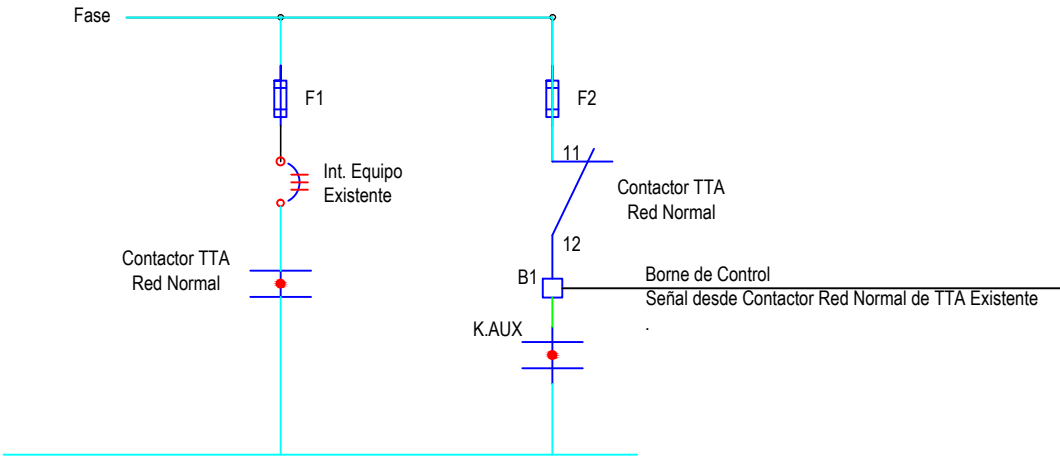 Fase
F1
F2
Int. Equipo
Existente
11
Contactor TTA
Red Normal
12
Contactor TTA
Red Normal
B1
Borne de Control
Señal desde Contactor Red Normal de TTA Existente
.
K.AUX